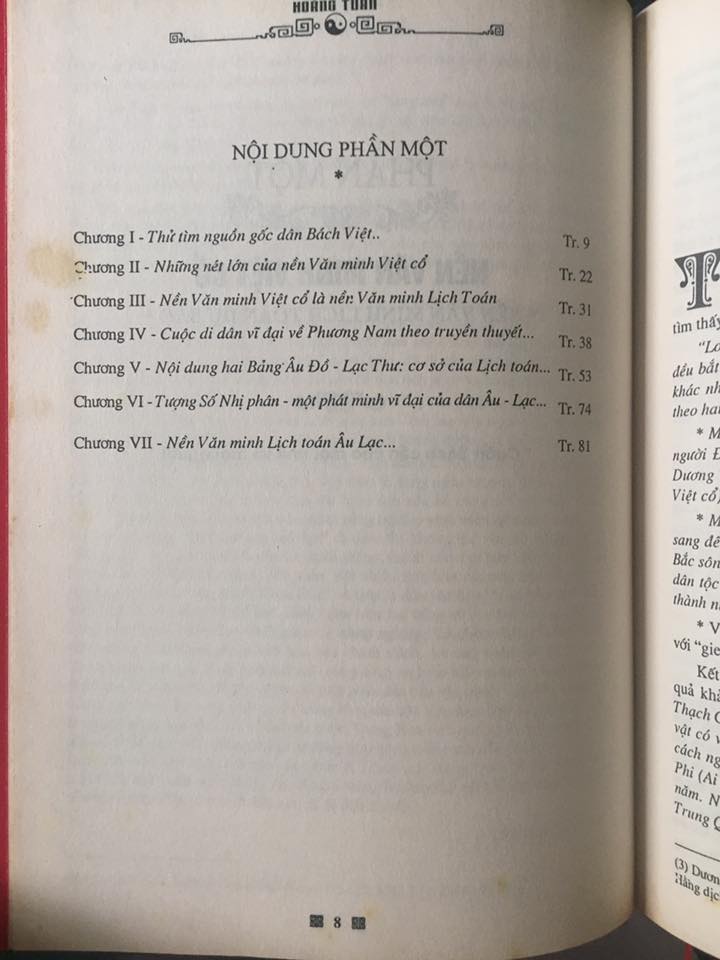 HOÀNG TUẤN
NỘI DUNG PHẦN MỘT
*
Chương I - Thử tìm nguồn gốc dân Bách Việt.. Tr. 9
Chương II - Những nét lớn của nền Văn minh Việt cổ Tr. 22
Chương III - Nền Văn minh Việt cổ là nền Văn minh Lịch Toán Tr. 31
Chương IV - Cuộc di dân vĩ đại về Phương Nam theo truyền thuyết... Tr. 38
Chương V - Nội dung hai Bảng Âu Đồ - Lạc Thư: cơ sở của Lịch toán... Tr. 53
Chương VI - Tượng Số Nhị phân - một phát minh vĩ đại của dân Âu - Lạc... Tr. 74
Chương VII - Nền Văn minh Lịch toán Âu Lạc... Tr. 81
8
T
tìm thấy
"Lo
đều bắt
khác nh
theo hai
* M
người Đ
Dương
Việt cổ)
* M
sang đê
Bắc sôn
dân tộc
thành n
* V
với "gie
Kết
quả khả
Thạch C
vật có v
cách ng
Phi (Ai
năm. N
Trung Q
(3) Dươn
Hằng dịc